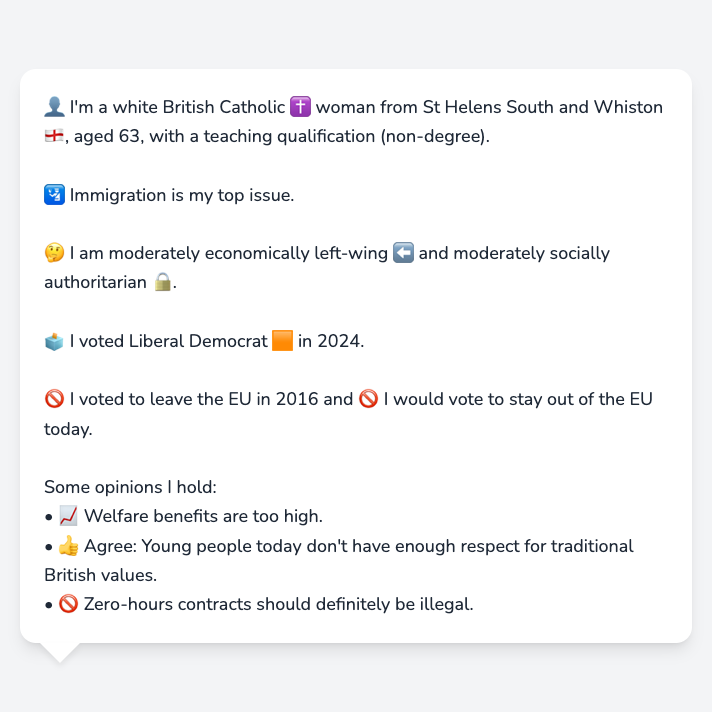 👤 I'm a white British Catholic ✝️ woman from St Helens South and Whiston
🏴󠁧󠁢󠁥󠁮󠁧󠁿, aged 63, with a teaching qualification (non-degree).
🛂 Immigration is my top issue.
🤔 I am moderately economically left-wing ⬅️ and moderately socially
authoritarian 🔒.
🗳️ I voted Liberal Democrat 🟧 in 2024.
🚫 I voted to leave the EU in 2016 and 🚫 I would vote to stay out of the EU
today.
Some opinions I hold:
• 📈 Welfare benefits are too high.
• 👍 Agree: Young people today don't have enough respect for traditional
British values.
• 🚫 Zero-hours contracts should definitely be illegal.